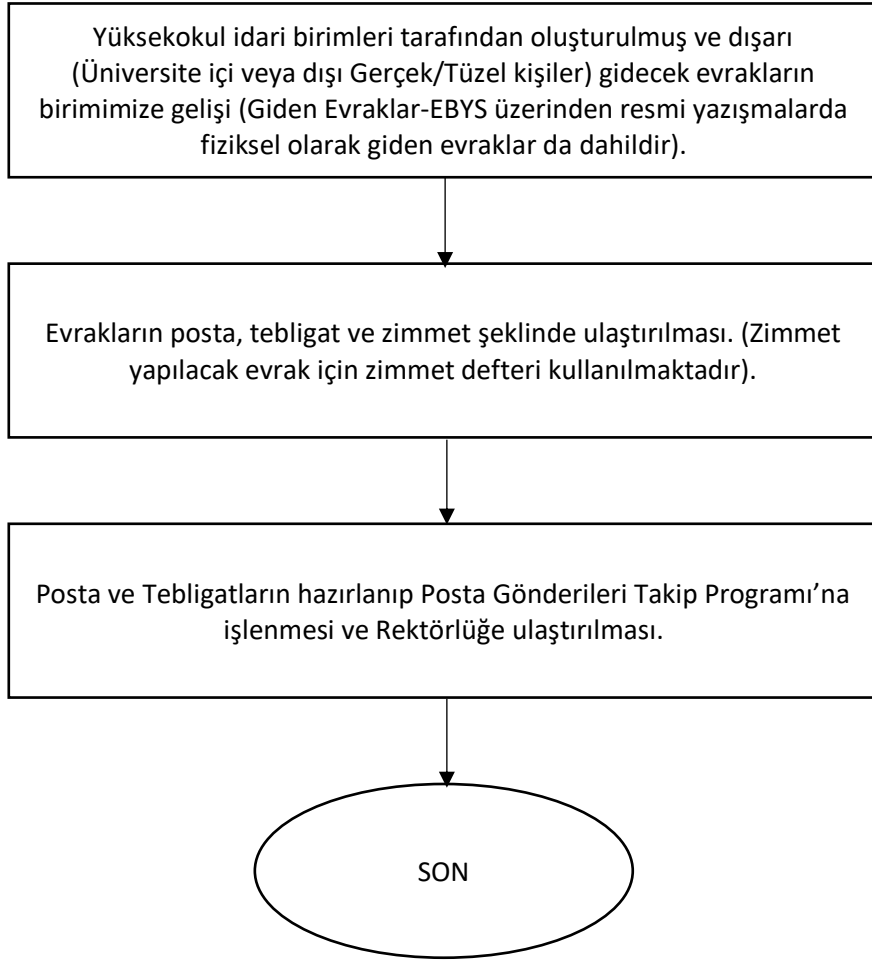 Yüksekokul idari birimleri tarafından oluşturulmuş ve dışarı
(Üniversite içi veya dışı Gerçek/Tüzel kişiler) gidecek evrakların
birimimize gelişi (Giden Evraklar-EBYS üzerinden resmi yazışmalarda
fiziksel olarak giden evraklar da dahildir).
Evrakların posta, tebligat ve zimmet şeklinde ulaştırılması. (Zimmet
yapılacak evrak için zimmet defteri kullanılmaktadır).
Posta ve Tebligatların hazırlanıp Posta Gönderileri Takip Programı’na
işlenmesi ve Rektörlüğe ulaştırılması.
SON